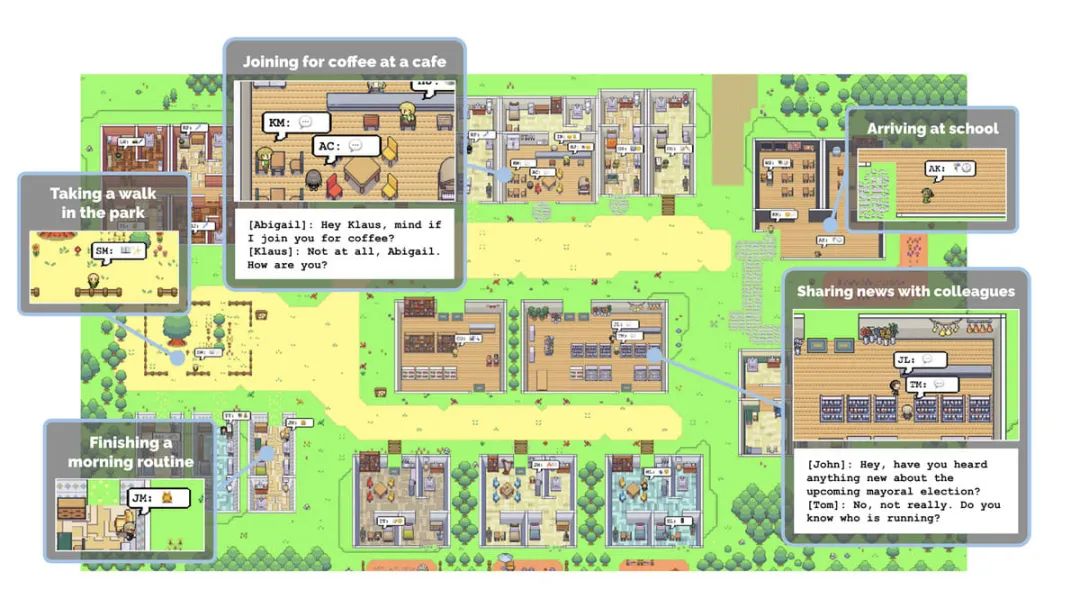 Joining for coffee at a cafe
KM:
AC:
[Abigail]: Hey Klaus, mind if
I join you for coffee?
[Klaus]: Not at all, Abigail.
How are you?
Taking a walk
in the park
SM:
Arriving at school
AK:
Sharing news with colleagues
JL:
TM:
[John]: Hey, have you heard
anything new about the
upcoming mayoral election?
[Tom]: No, not really. Do you
know who is running?
Finishing a
morning routine
JM: